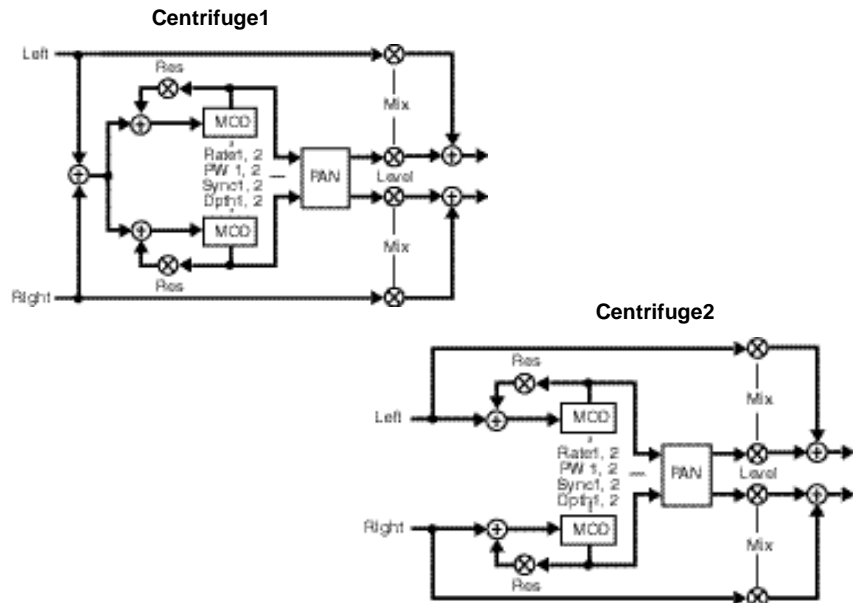 Centrifuge1
Left
Res
MOD
Mix
Rate1, 2
PW 1, 2
Sync1, 2
Dpth1, 2
PAN
Level
MOD
Res
Mix
Right
Centrifuge2
Res
Left
MOD
Mix
Rate1, 2
PW 1, 2
Sync1, 2
Dpth1, 2
PAN
Level
Right
MOD
Res
Mix